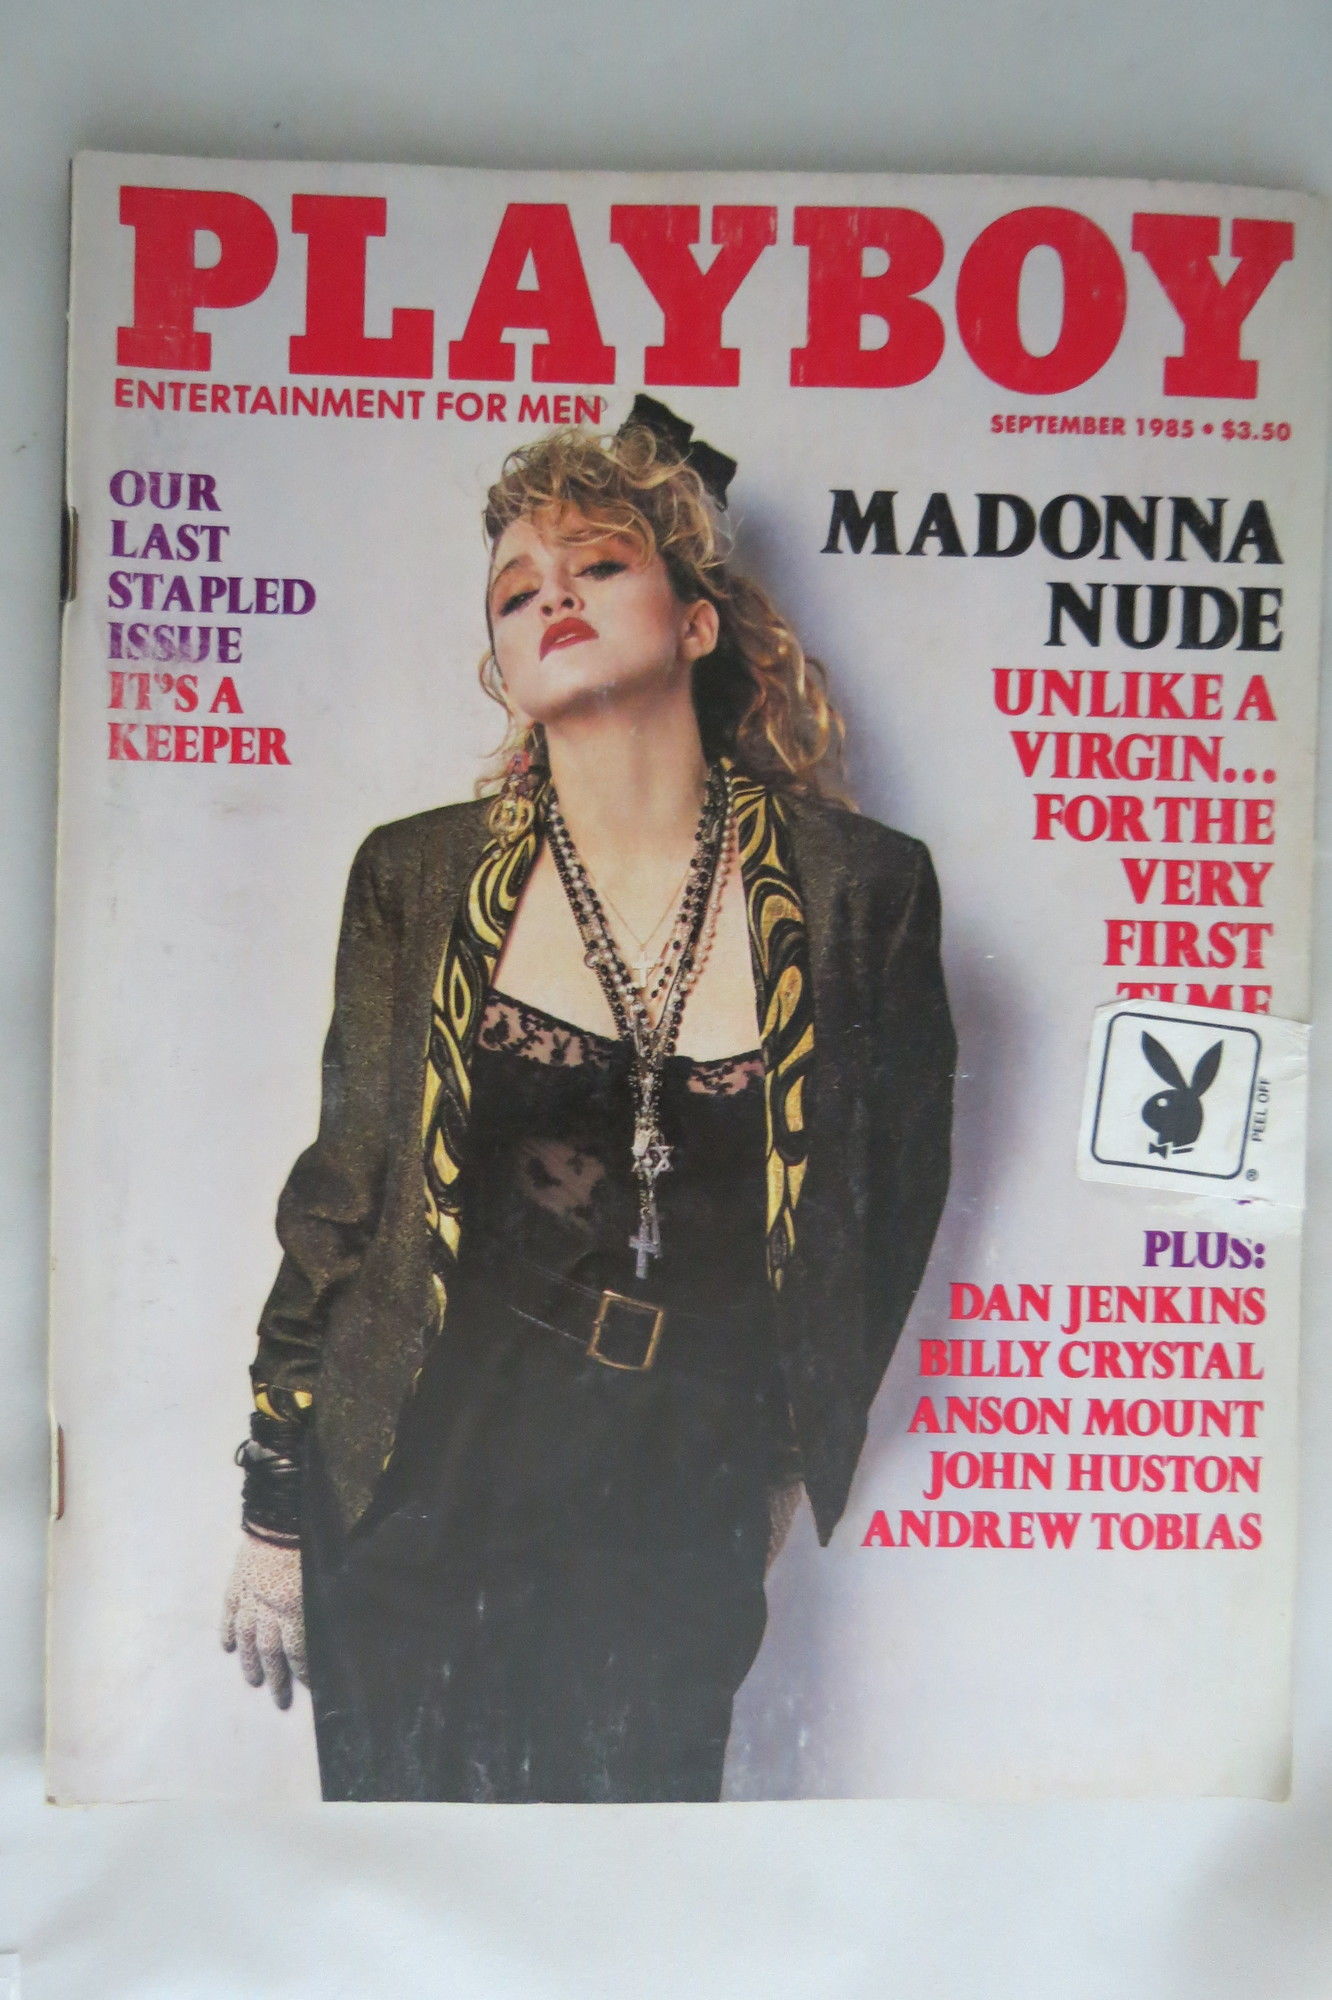 PLAYBOY
ENTERTAINMENT FOR MEN
SEPTEMBER 1985 • $3.50
OUR
LAST
STAPLED
ISSUE
IT'S A
KEEPER
MADONNA
NUDE
UNLIKE A
VIRGIN...
FOR THE
VERY
FIRST
TIME
PEEL OFF
®
PLUS:
DAN JENKINS
BILLY CRYSTAL
ANSON MOUNT
JOHN HUSTON
ANDREW TOBIAS